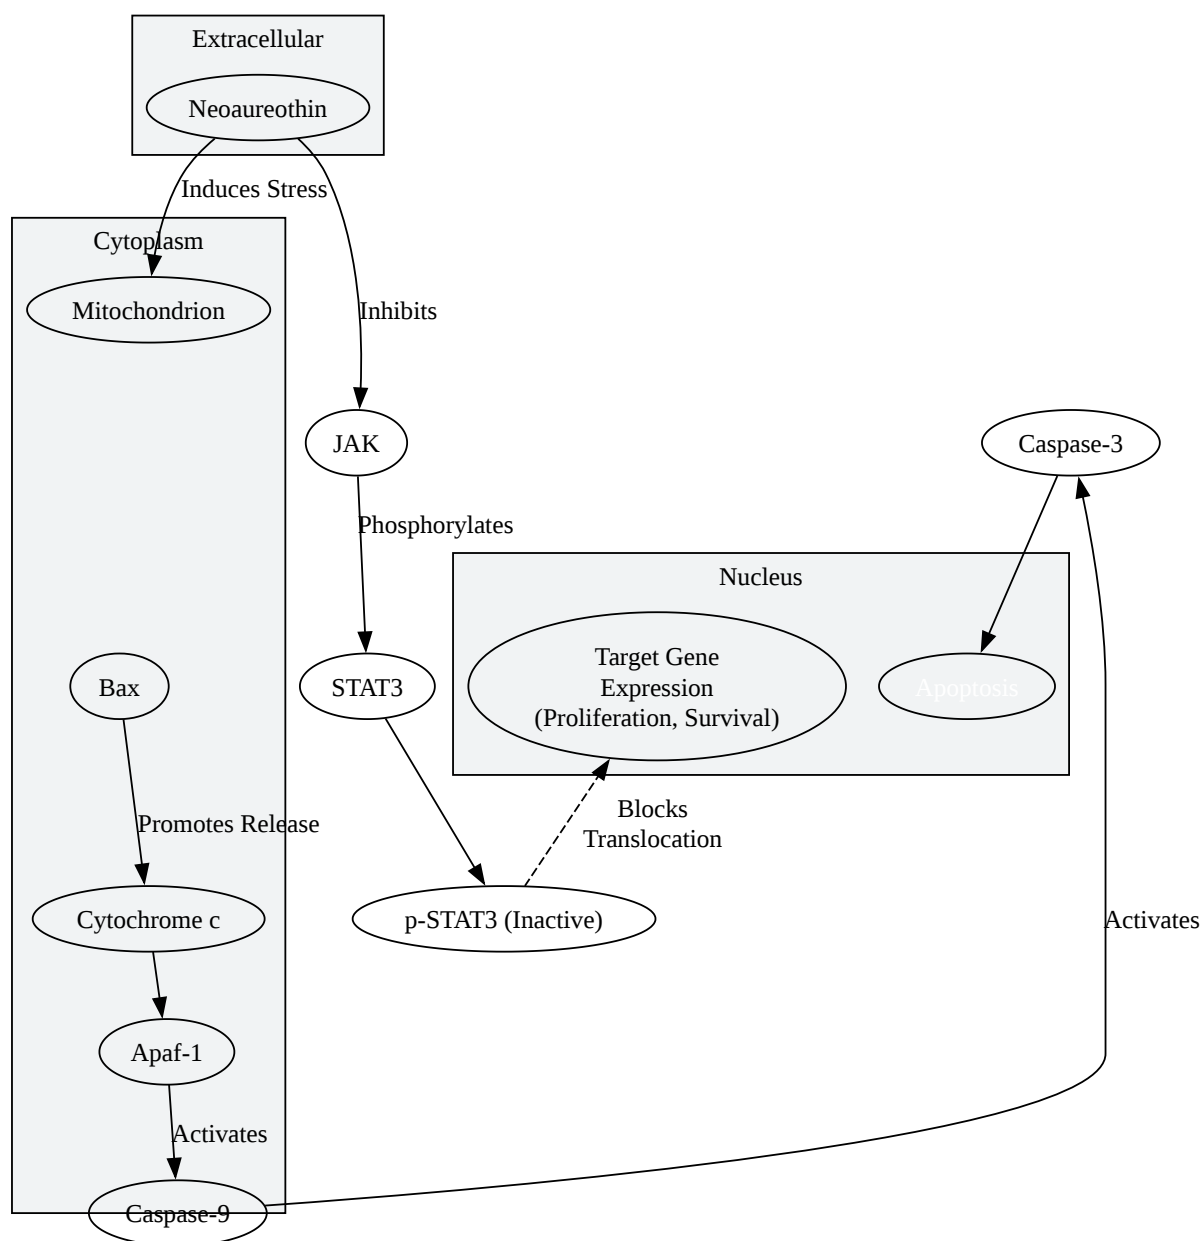 Extracellular
Neoaureothin
Induces Stress
Cytoplasm
Mitochondrion
Inhibits
JAK
Caspase-3
Phosphorylates
Nucleus
Target Gene
Expression
(Proliferation, Survival)
Apoptosis
Bax
STAT3
Promotes Release
Blocks
Translocation
Cytochrome c
p-STAT3 (Inactive)
Activates
Apaf-1
Activates
Caspase-9